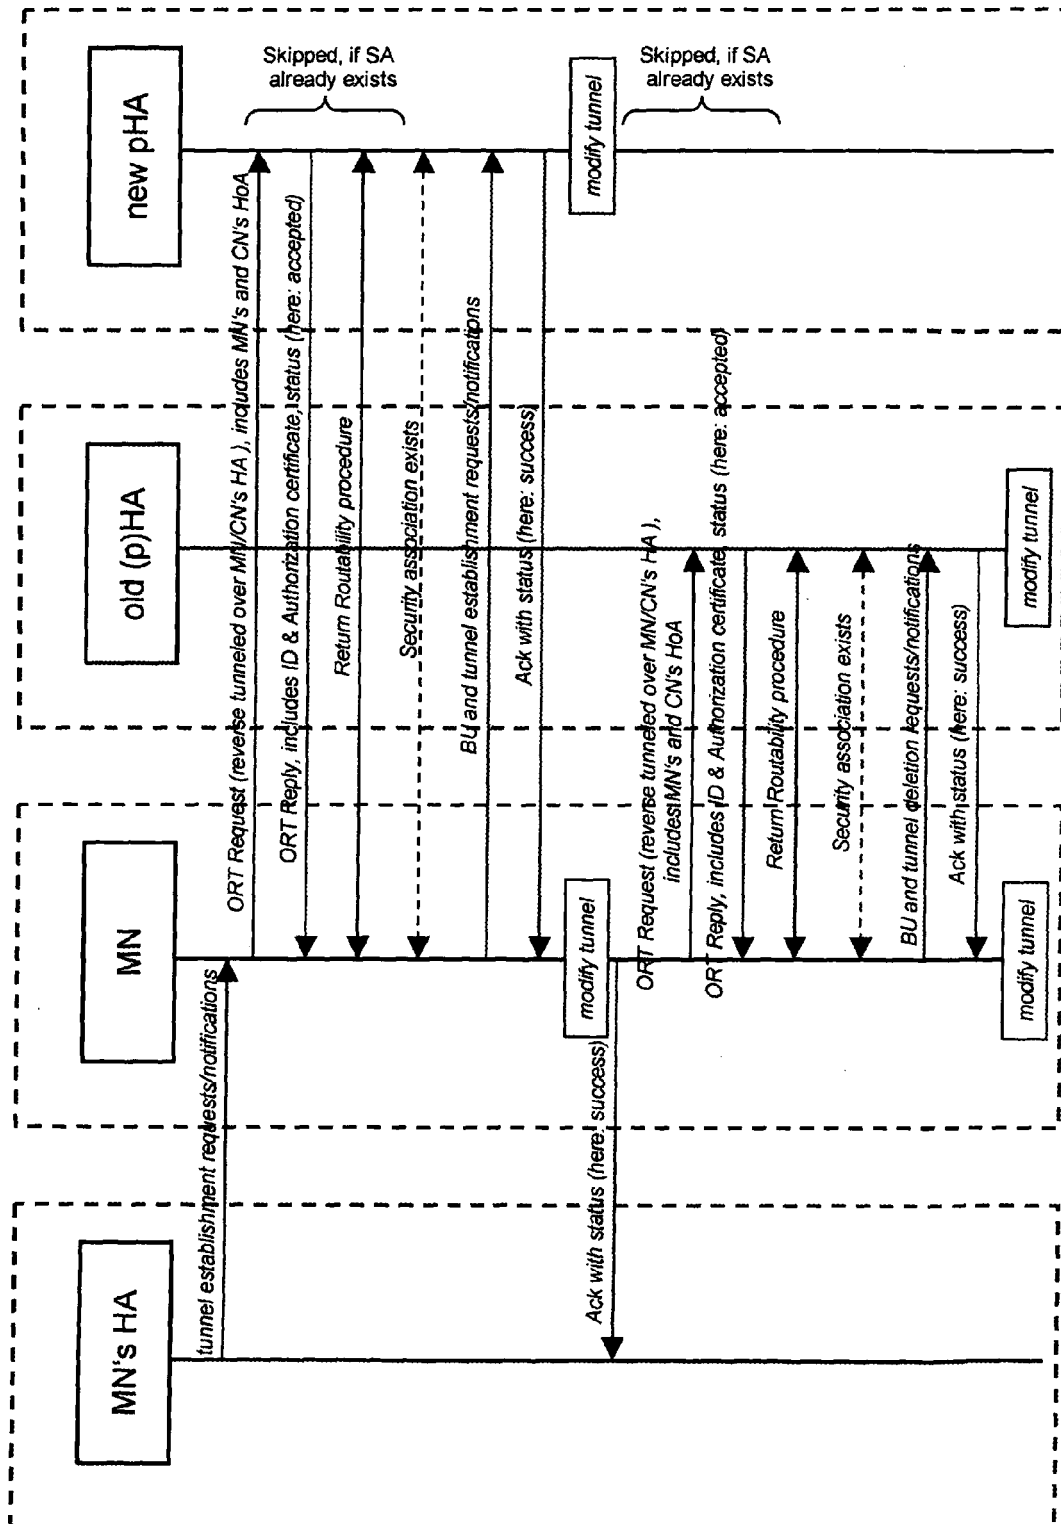 MN's HA
MN
old (p)HA
new pHA
tunnel establishment requests/notifications
ORT Request (reverse tunneled over MN/CN's HA ), includes MN's and CN's HoA
ORT Reply, includes ID & Authorization certificate, status (here: accepted)
Return Routability procedure
Security association exists
Skipped, if SA
already exists
BU and tunnel establishment requests/notifications
Ack with status (here: success)
modify tunnel
modify tunnel
Ack with status (here: success)
ORT Request (reverse tunneled over MN/CN's HA ),
includes MN's and CN's HoA
ORT Reply, includes ID & Authorization certificate, status (here: accepted)
Return Routability procedure
Skipped, if SA
already exists
Security association exists
BU and tunnel deletion requests/notifications
Ack with status (here: success)
modify tunnel
modify tunnel